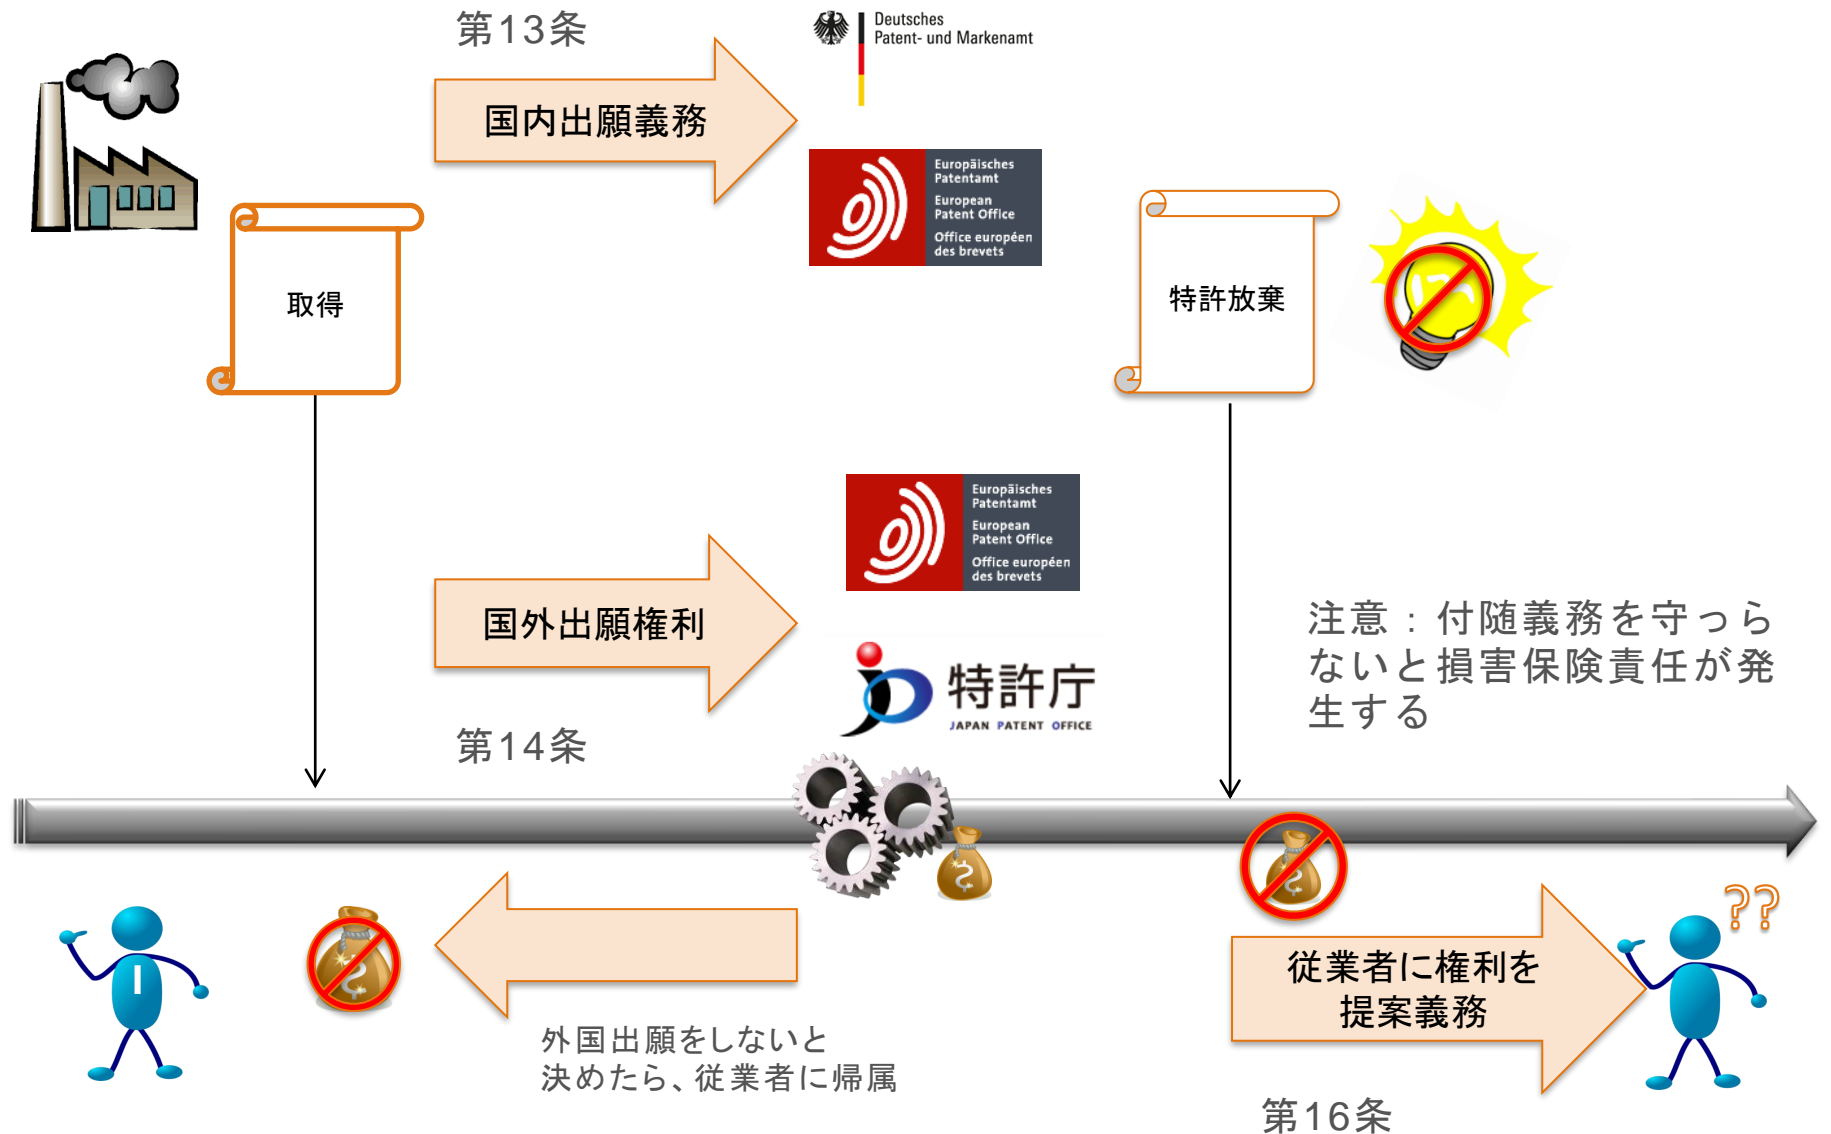 第13条
国内出願義務
Deutsches
Patent- und Markenamt
Europäisches
Patentamt
European
Patent Office
Office européen
des brevets
取得
特許放棄
国外出願権利
第14条
Europäisches
Patentamt
European
Patent Office
Office européen
des brevets
特許庁
JAPAN PATENT OFFICE
注意：付随義務を守っら
ないと損害保険責任が発
生する
I
外国出願をしないと
決めたら、従業者に帰属
従業者に権利を
提案義務
??
第16条